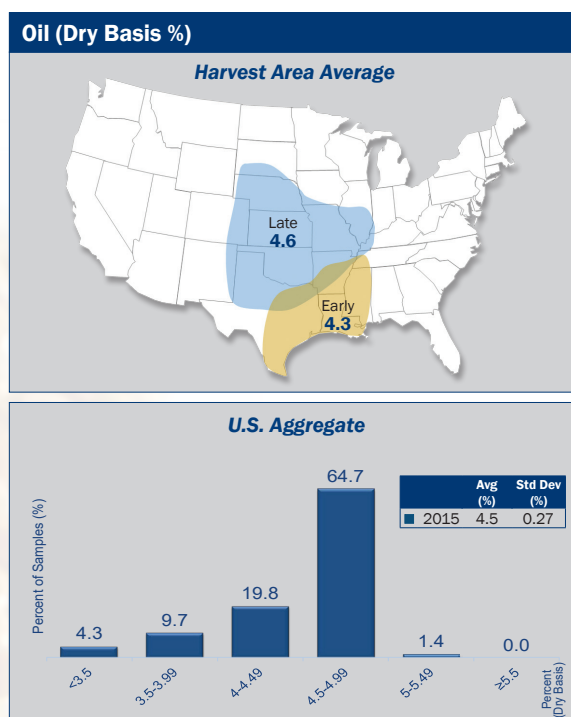 Oil (Dry Basis %)
Harvest Area Average
Late
4.6
Early
4.3
U.S. Aggregate
Percent of Samples (%)
4.3
9.7
19.8
64.7
1.4
0.0
Avg
(%)
Std Dev
(%)
2015 4.5 0.27
<3.5
3.5-3.99
4-4.49
4.5-4.99
5-5.49
≥5.5
Percent
(Dry Basis)